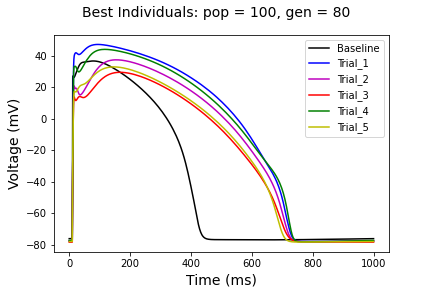 Best Individuals: pop = 100, gen = 80
Voltage (mV)
40
20
0
−20
−40
−60
−80
Baseline
Trial_1
Trial_2
Trial_3
Trial_4
Trial_5
0
200
400
600
800
1000
Time (ms)